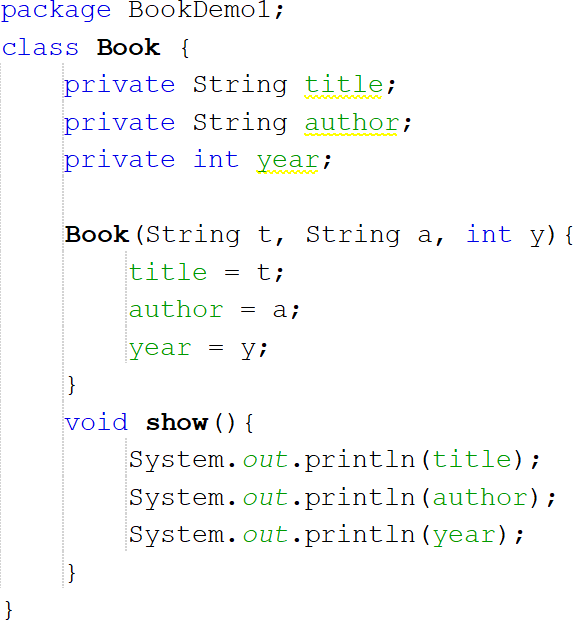 package BookDemo1;
class Book {
private String title;
private String author;
private int year;
Book(String t, String a, int y){
title = t;
author = a;
year = y;
}
void show(){
System.out.println(title);
System.out.println(author);
System.out.println(year);
}
}